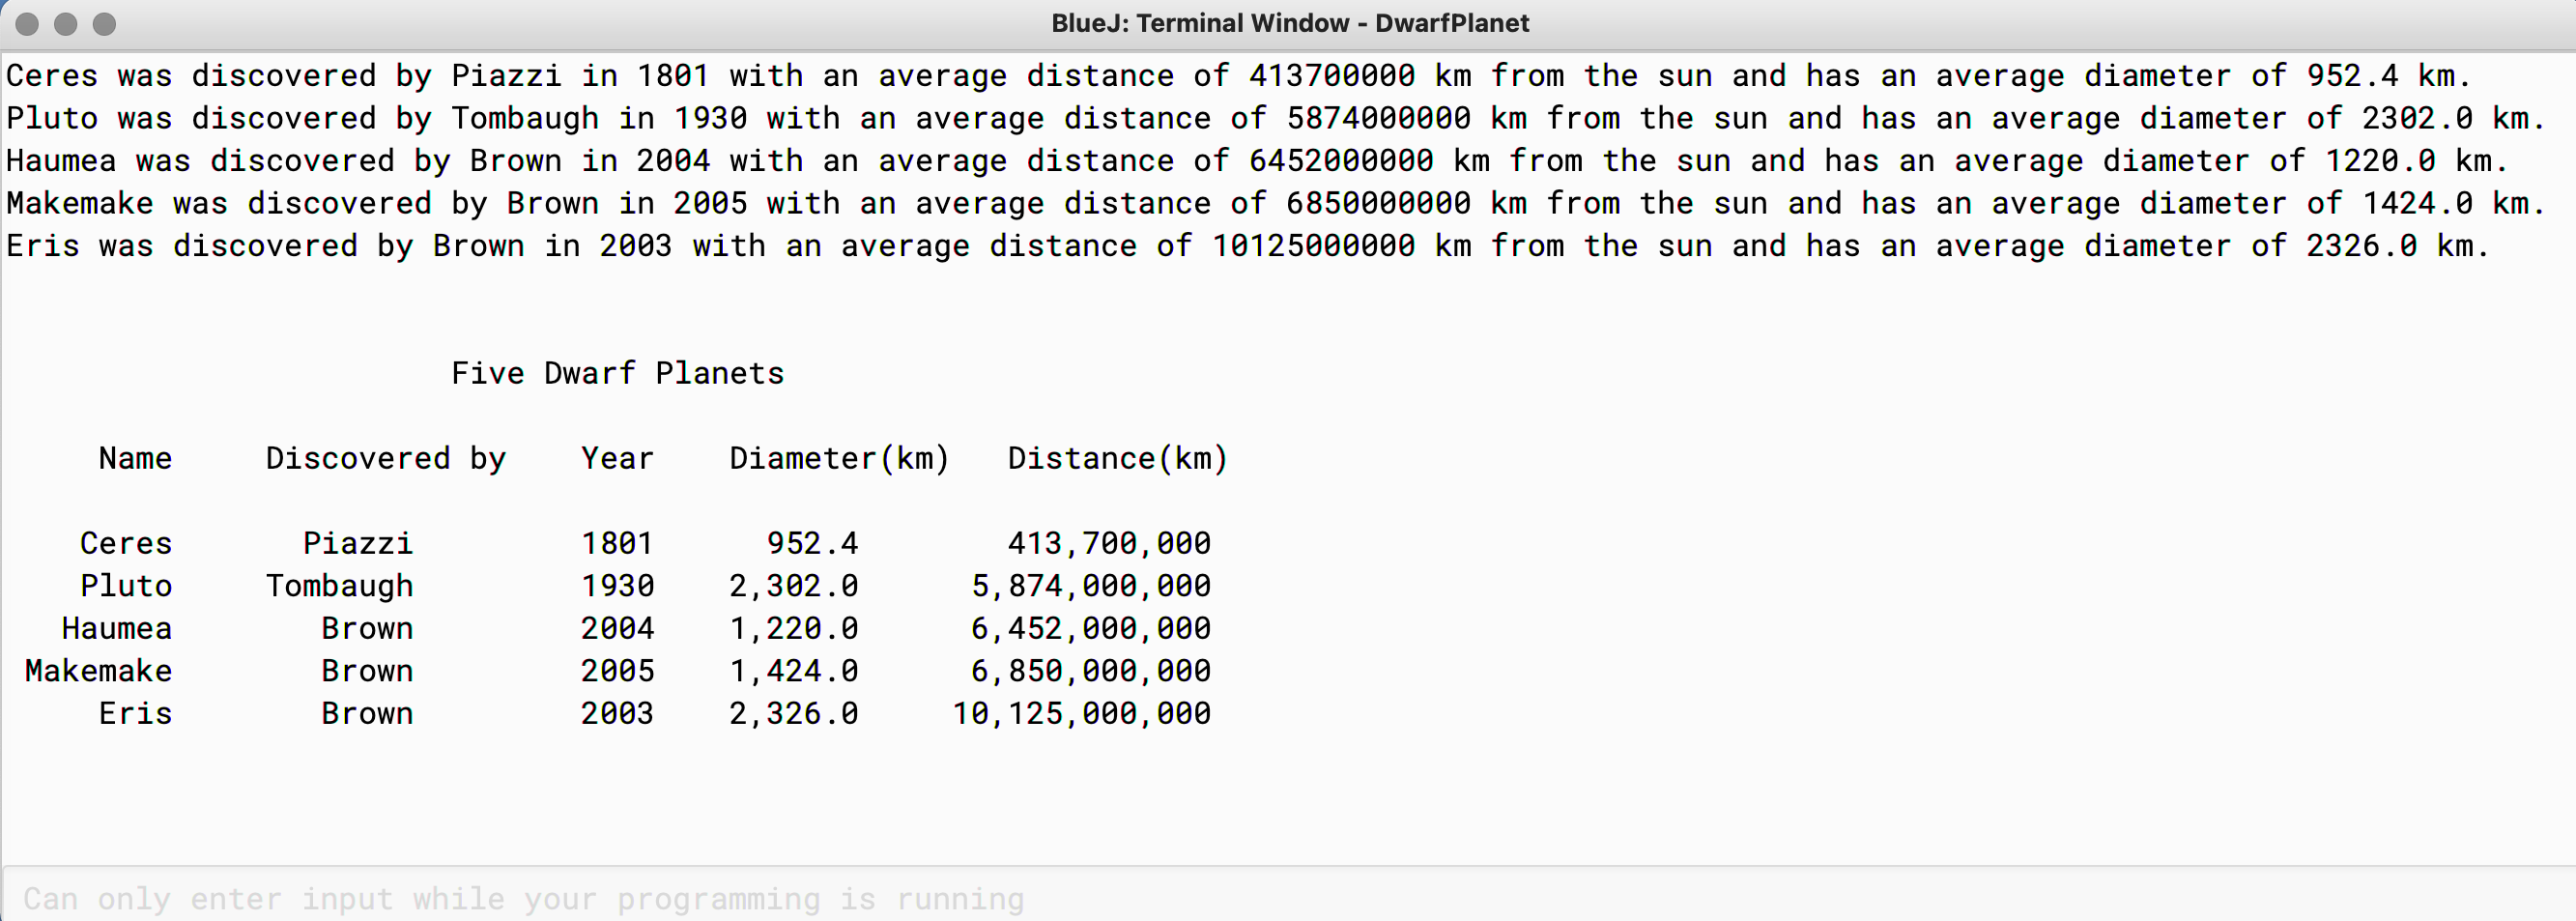 BlueJ: Terminal Window - DwarfPlanet
Ceres was discovered by Piazzi in 1801 with an average distance of 413700000 km from the sun and has an average diameter of 952.4 km.
Pluto was discovered by Tombaugh in 1930 with an average distance of 5874000000 km from the sun and has an average diameter of 2302.0 km.
Haumea was discovered by Brown in 2004 with an average distance of 6452000000 km from the sun and has an average diameter of 1220.0 km.
Makemake was discovered by Brown in 2005 with an average distance of 6850000000 km from the sun and has an average diameter of 1424.0 km.
Eris was discovered by Brown in 2003 with an average distance of 10125000000 km from the sun and has an average diameter of 2326.0 km.
Five Dwarf Planets
Name Discovered by Year Diameter(km) Distance(km)
Ceres Piazzi 1801 952.4 413,700,000
Pluto Tombaugh 1930 2,302.0 5,874,000,000
Haumea Brown 2004 1,220.0 6,452,000,000
Makemake Brown 2005 1,424.0 6,850,000,000
Eris Brown 2003 2,326.0 10,125,000,000
Can only enter input while your programming is running